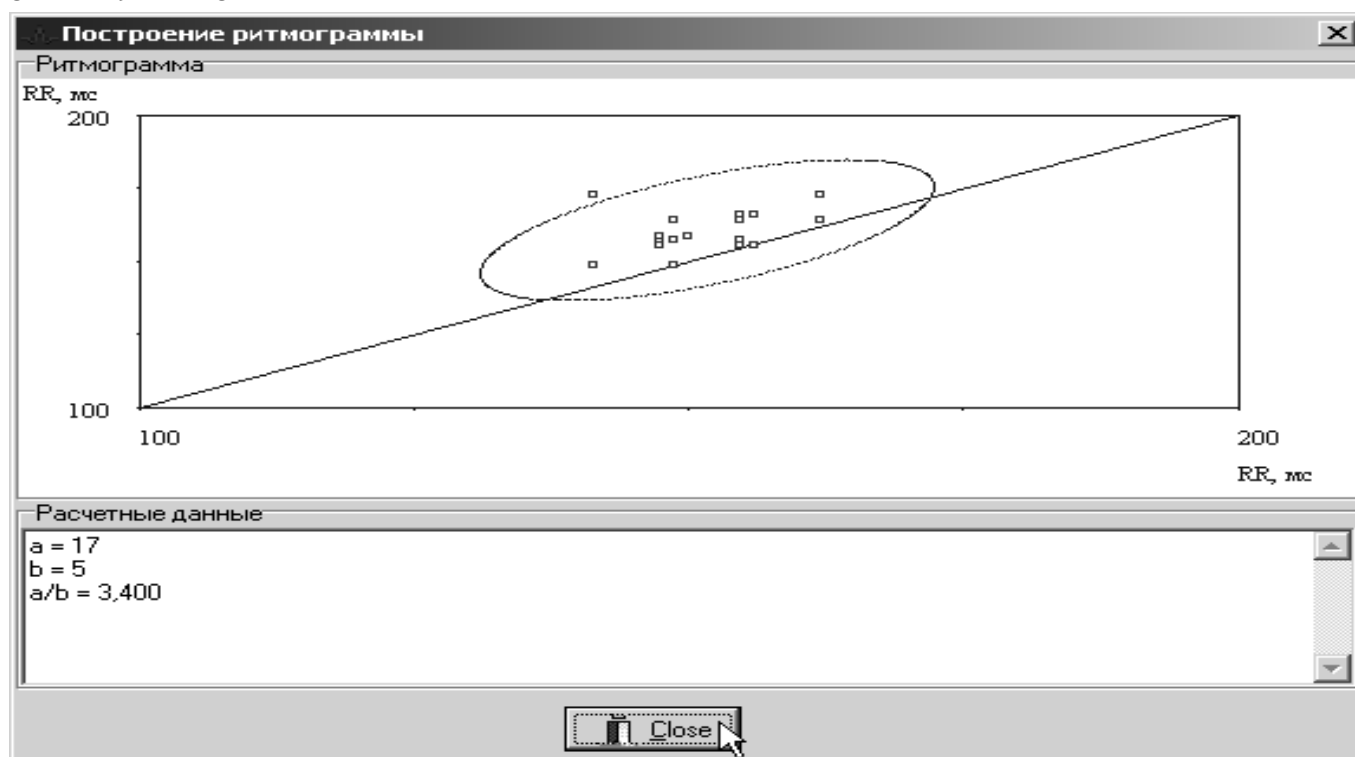 Построение ритмограммы
Ритмограмма
RR, мс
200
100
100
200
RR, мс
Расчетные данные
a = 17
b = 5
a/b = 3,400
Close